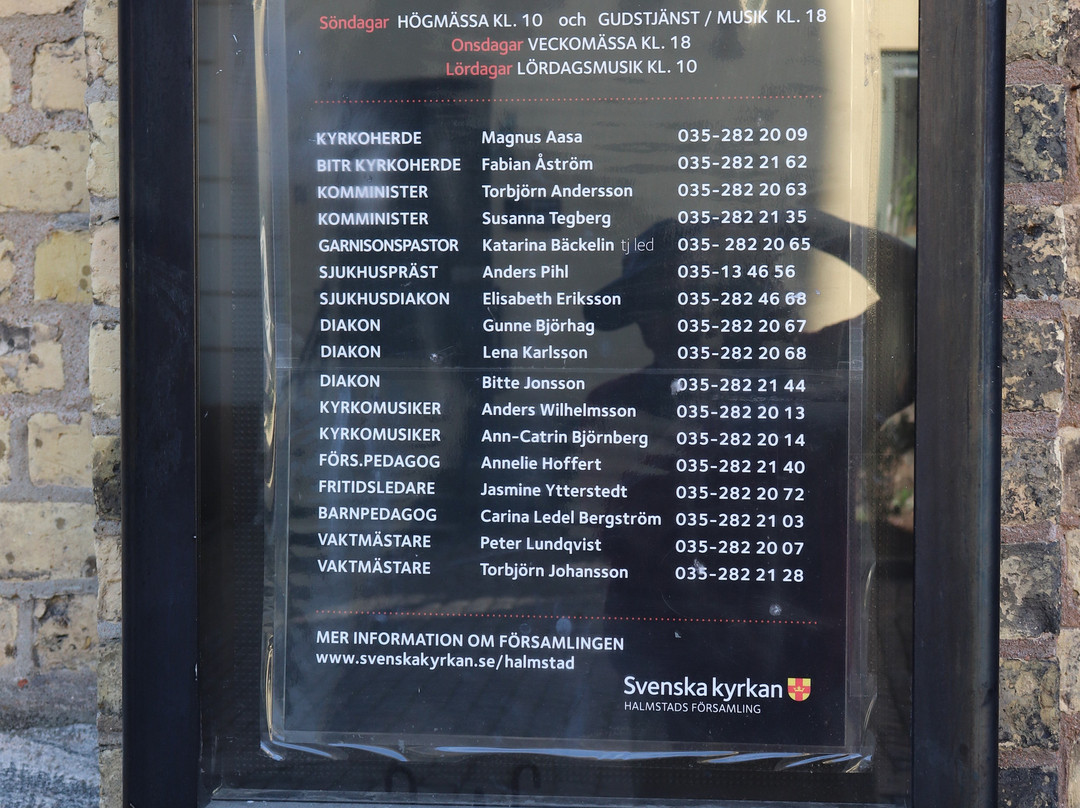 Söndagar HÖGMÄSSA KL. 10 och GUDSTJÄNST / MUSIK KL. 18
Onsdagar VECKOMÄSSA KL. 18
Lördagar LÖRDAGSMUSIK KL. 10
KYRKOHERDE Magnus Aasa 035-282 20 09
BITR KYRKOHERDE Fabian Åström 035-282 21 62
KOMMINISTER Torbjörn Andersson 035-282 20 63
KOMMINISTER Susanna Tegberg 035-282 21 35
GARNISONSPASTOR Katarina Bäckelin tj led 035- 282 20 65
SJUKHUSPRÄST Anders Pihl 035-13 46 56
SJUKHUSDIAKON Elisabeth Eriksson 035-282 46 68
DIAKON Gunne Björhag 035-282 20 67
DIAKON Lena Karlsson 035-282 20 68
DIAKON Bitte Jonsson 035-282 21 44
KYRKOMUSIKER Anders Wilhelmsson 035-282 20 13
KYRKOMUSIKER Ann-Catrin Björnberg 035-282 20 14
FÖRS.PEDAGOG Annelie Hoffert 035-282 21 40
FRITIDSLEDARE Jasmine Ytterstedt 035-282 20 72
BARNPEDAGOG Carina Ledel Bergström 035-282 21 03
VAKTMÄSTARE Peter Lundqvist 035-282 20 07
VAKTMÄSTARE Torbjörn Johansson 035-282 21 28
MER INFORMATION OM FÖRSAMLINGEN
www.svenskakyrkan.se/halmstad
Svenska kyrkan
HALMSTADS FÖRSAMLING